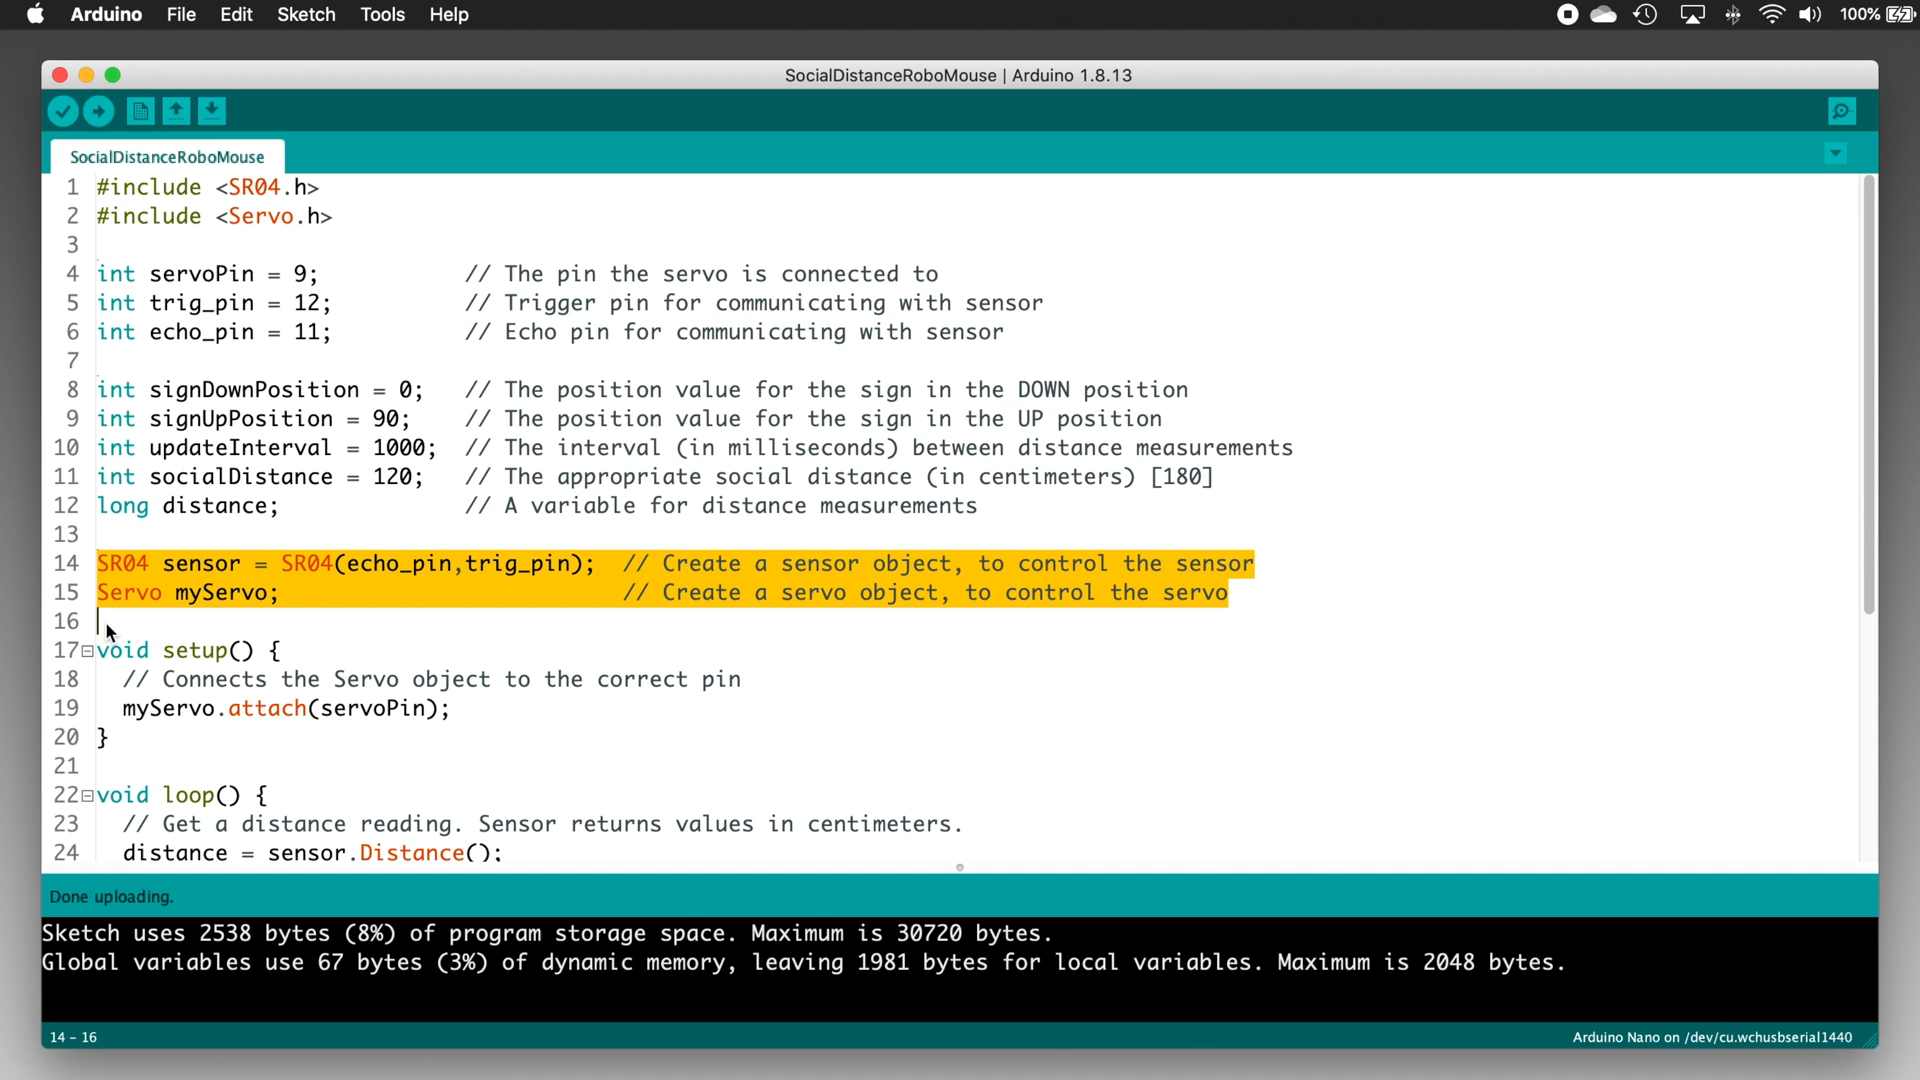 Arduino File Edit Sketch Tools Help 100%
SocialDistanceRoboMouse | Arduino 1.8.13
SocialDistanceRoboMouse
1 #include <SR04.h>
2 #include <Servo.h>
3
4 int servoPin = 9; // The pin the servo is connected to
5 int trig_pin = 12; // Trigger pin for communicating with sensor
6 int echo_pin = 11; // Echo pin for communicating with sensor
7
8 int signDownPosition = 0; // The position value for the sign in the DOWN position
9 int signUpPosition = 90; // The position value for the sign in the UP position
10 int updateInterval = 1000; // The interval (in milliseconds) between distance measurements
11 int socialDistance = 120; // The appropriate social distance (in centimeters) [180]
12 long distance; // A variable for distance measurements
13
14 SR04 sensor = SR04(echo_pin,trig_pin); // Create a sensor object, to control the sensor
15 Servo myServo; // Create a servo object, to control the servo
16
17 void setup() {
18 // Connects the Servo object to the correct pin
19 myServo.attach(servoPin);
20 }
21
22 void loop() {
23 // Get a distance reading. Sensor returns values in centimeters.
24 distance = sensor.Distance();
Done uploading.
Sketch uses 2538 bytes (8%) of program storage space. Maximum is 30720 bytes.
Global variables use 67 bytes (3%) of dynamic memory, leaving 1981 bytes for local variables. Maximum is 2048 bytes.
14 - 16 Arduino Nano on /dev/cu.wchusbserial1440